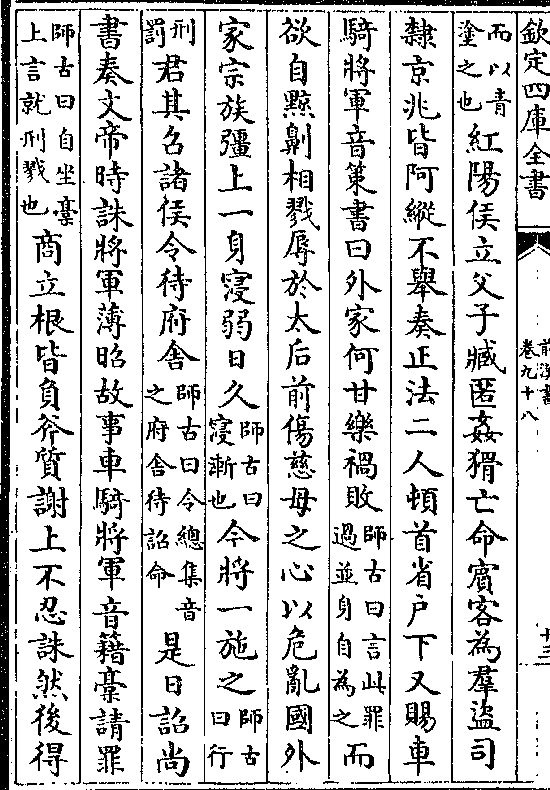 欽定四庫全書 前漢書 卷九十八 十三
而以青塗之也紅陽侯立父子臧匿姦猾亡命賓客為羣盜司
隸京兆皆阿縱不舉奏正法二人頓首省戶下又賜車
騎將軍音策書曰外家何甘樂禍敗師古曰言此罪過並身自為之而
欲自黥劓相戮辱於太后前傷慈母之心以危亂國外
家宗族彊上一身寖弱日久師古曰寖漸也今將一施之師古曰行
刑罰君其召諸侯令待府舍師古曰令總集音之府舍待詔命是日詔尚
書奏文帝時誅將軍薄昭故事車騎將軍音籍稾請罪
師古曰自坐稾上言就刑戮也商立根皆負斧質謝上不忍誅然後得